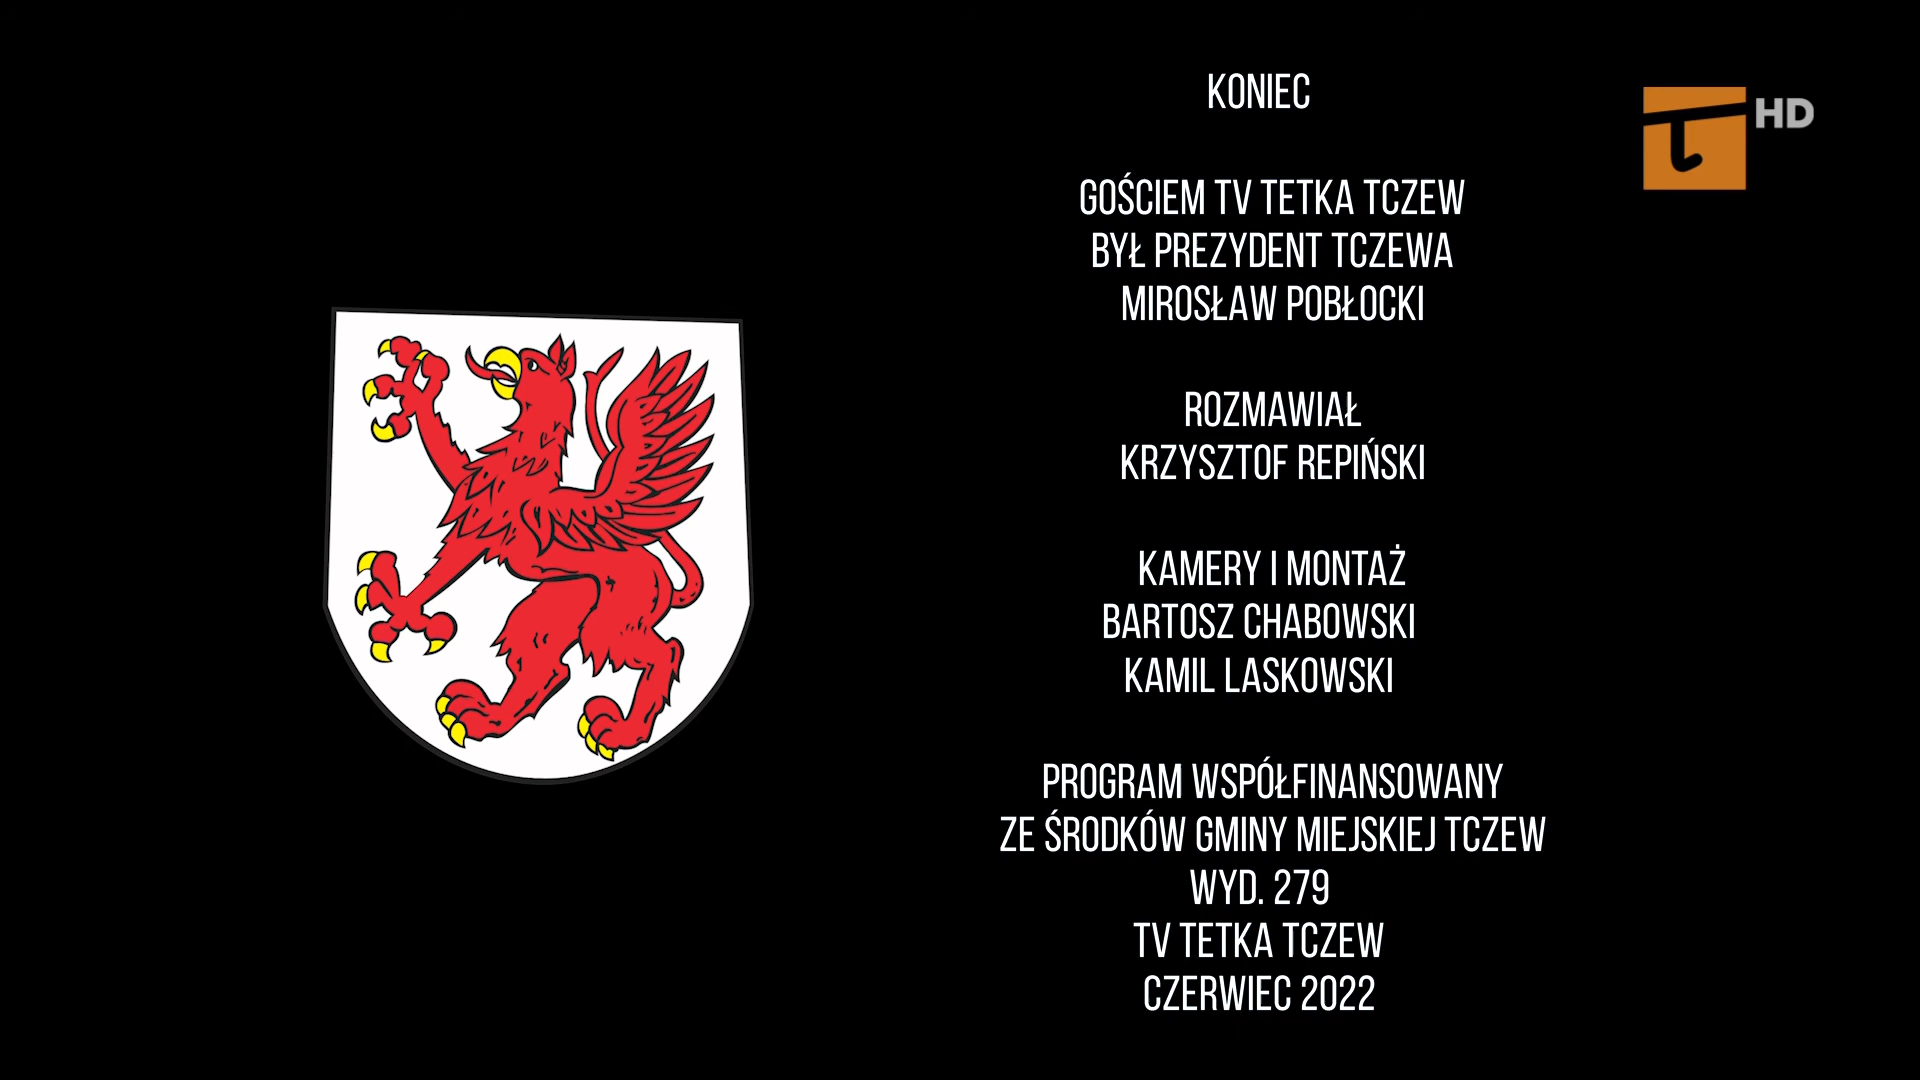 KONIEC
GOŚCIEM TV TETKA TCZEW
BYŁ PREZYDENT TCZEWA
MIROSŁAW POBŁOCKI
ROZMAWIAŁ
KRZYSZTOF REPIŃSKI
KAMERY I MONTAŻ
BARTOSZ CHABOWSKI
KAMIL LASKOWSKI
PROGRAM WSPÓŁFINANSOWANY
ZE ŚRODKÓW GMINY MIEJSKIEJ TCZEW
WYD. 279
TV TETKA TCZEW
CZERWIEC 2022
T HD